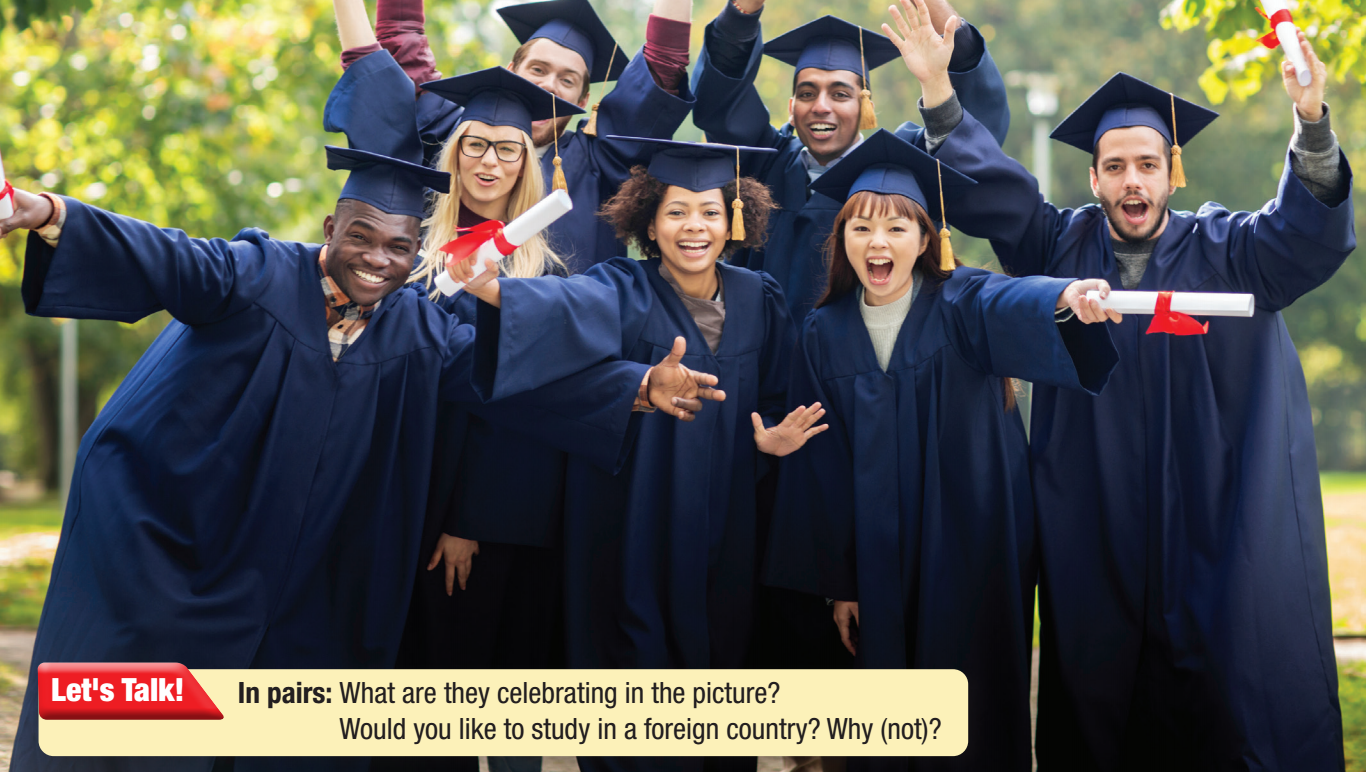 Let's Talk!
In pairs: What are they celebrating in the picture?
Would you like to study in a foreign country? Why (not)?